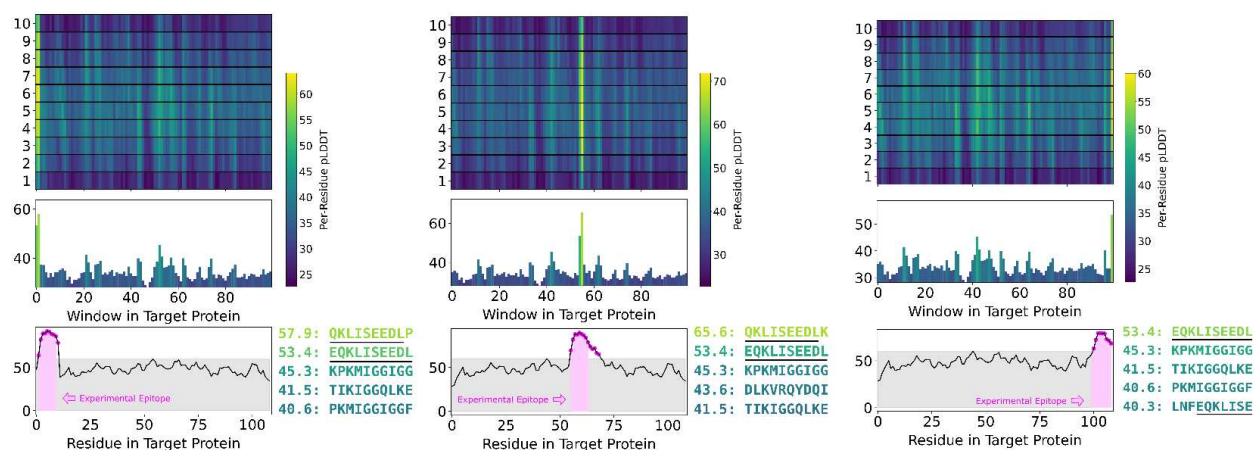 10
9
8
7
6
5
4
3
2
1
60
55
50
45
40
35
30
25
Per-Residue pLDDT
60
40
0 20 40 60 80
Window in Target Protein
100
50
0
0 25 50 75 100
Residue in Target Protein
Experimental Epitope
57.9: QKLISEEDLP
53.4: EQKLISEEDL
45.3: KPKMIGGIGG
41.5: TIKIGGQLKE
40.6: PKMIGGIGGF
10
9
8
7
6
5
4
3
2
1
70
60
50
40
30
Per-Residue pLDDT
80
60
40
0 20 40 60 80
Window in Target Protein
100
50
0
0 25 50 75 100
Residue in Target Protein
Experimental Epitope
65.6: QKLISEEDLK
53.4: EQKLISEEDL
45.3: KPKMIGGIGG
43.6: DLKVRQYDQI
41.5: TIKIGGQLKE
10
9
8
7
6
5
4
3
2
1
60
55
50
45
40
35
30
25
Per-Residue pLDDT
50
40
30
0 20 40 60 80
Window in Target Protein
100
50
0
0 25 50 75 100
Residue in Target Protein
Experimental Epitope
53.4: EQKLISEEDL
45.3: KPKMIGGIGG
41.5: TIKIGGQLKE
40.6: PKMIGGIGGF
40.3: LNFEQKLISE